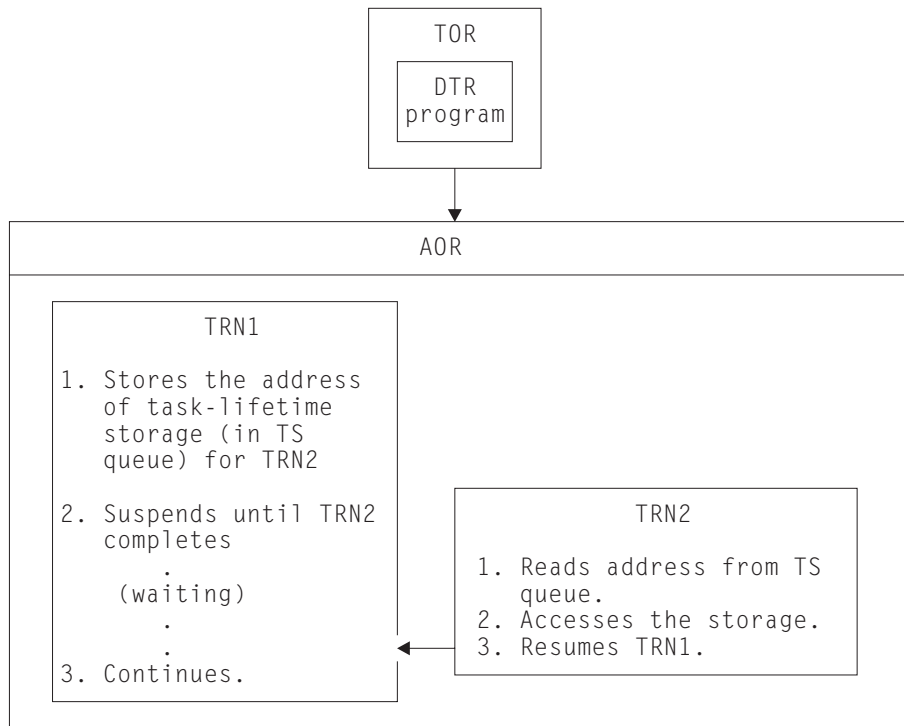 TOR
DTR
program
AOR
TRN1
1. Stores the address
of task-lifetime
storage (in TS
queue) for TRN2
2. Suspends until TRN2
completes
.
(waiting)
.
.
3. Continues.
TRN2
1. Reads address from TS
queue.
2. Accesses the storage.
3. Resumes TRN1.